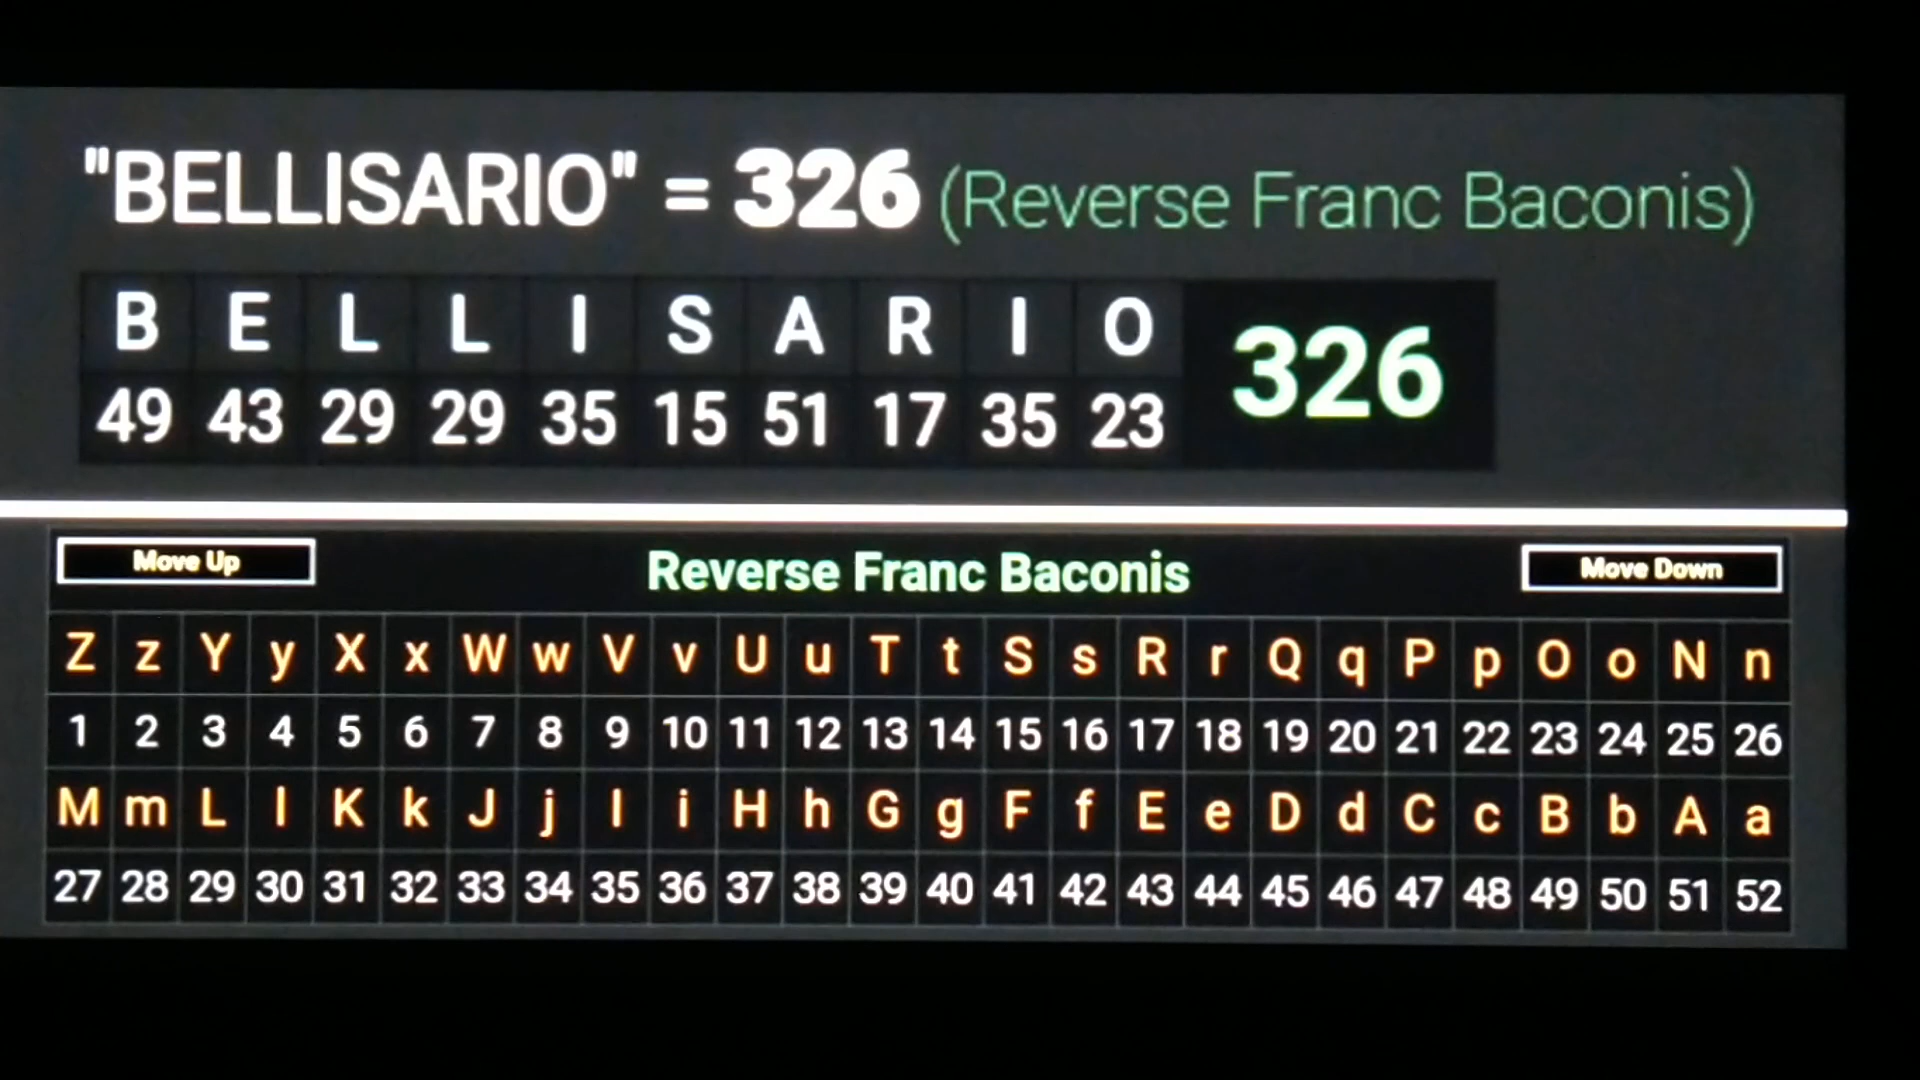 "BELLISARIO" = 326 (Reverse Franc Baconis)
B E L L I S A R I O 326
49 43 29 29 35 15 51 17 35 23
Move Up Reverse Franc Baconis Move Down
Z z Y y X x W w V v U u T t S s R r Q q P p O o N n
1 2 3 4 5 6 7 8 9 10 11 12 13 14 15 16 17 18 19 20 21 22 23 24 25 26
M m L l K k J j I i H h G g F f E e D d C c B b A a
27 28 29 30 31 32 33 34 35 36 37 38 39 40 41 42 43 44 45 46 47 48 49 50 51 52